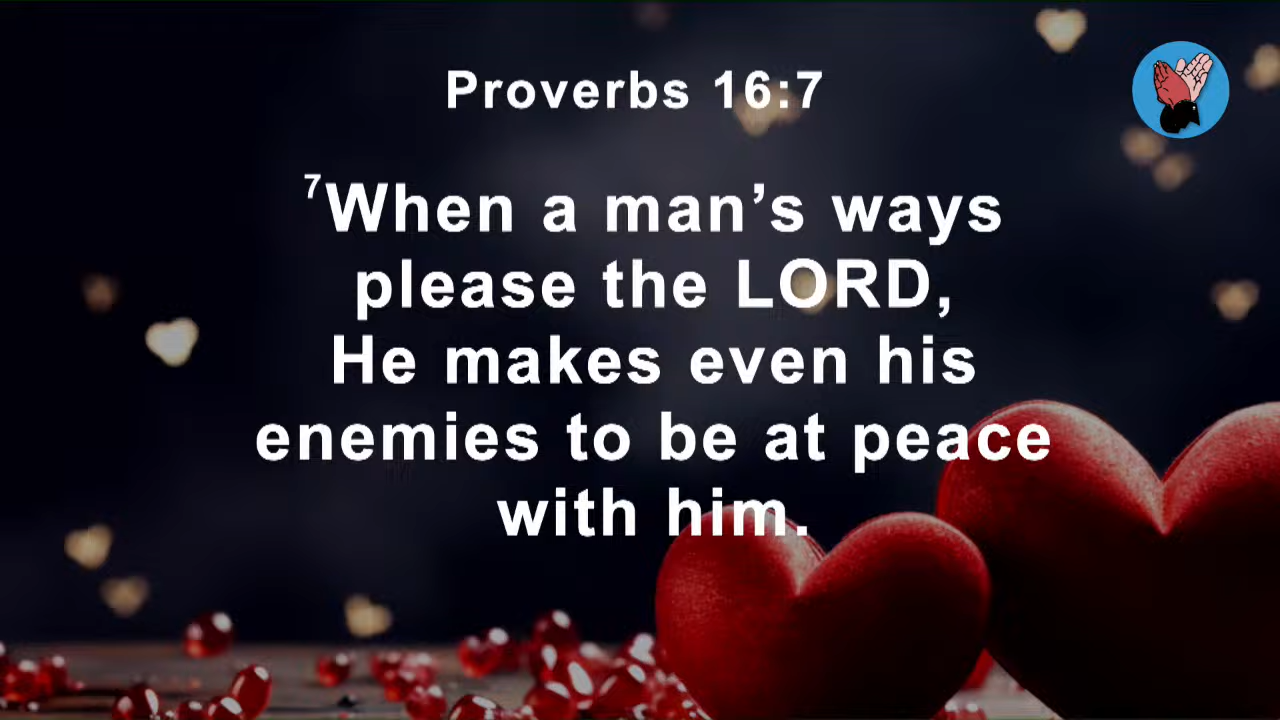 Proverbs 16:7
⁷When a man’s ways
please the LORD,
He makes even his
enemies to be at peace
with him.